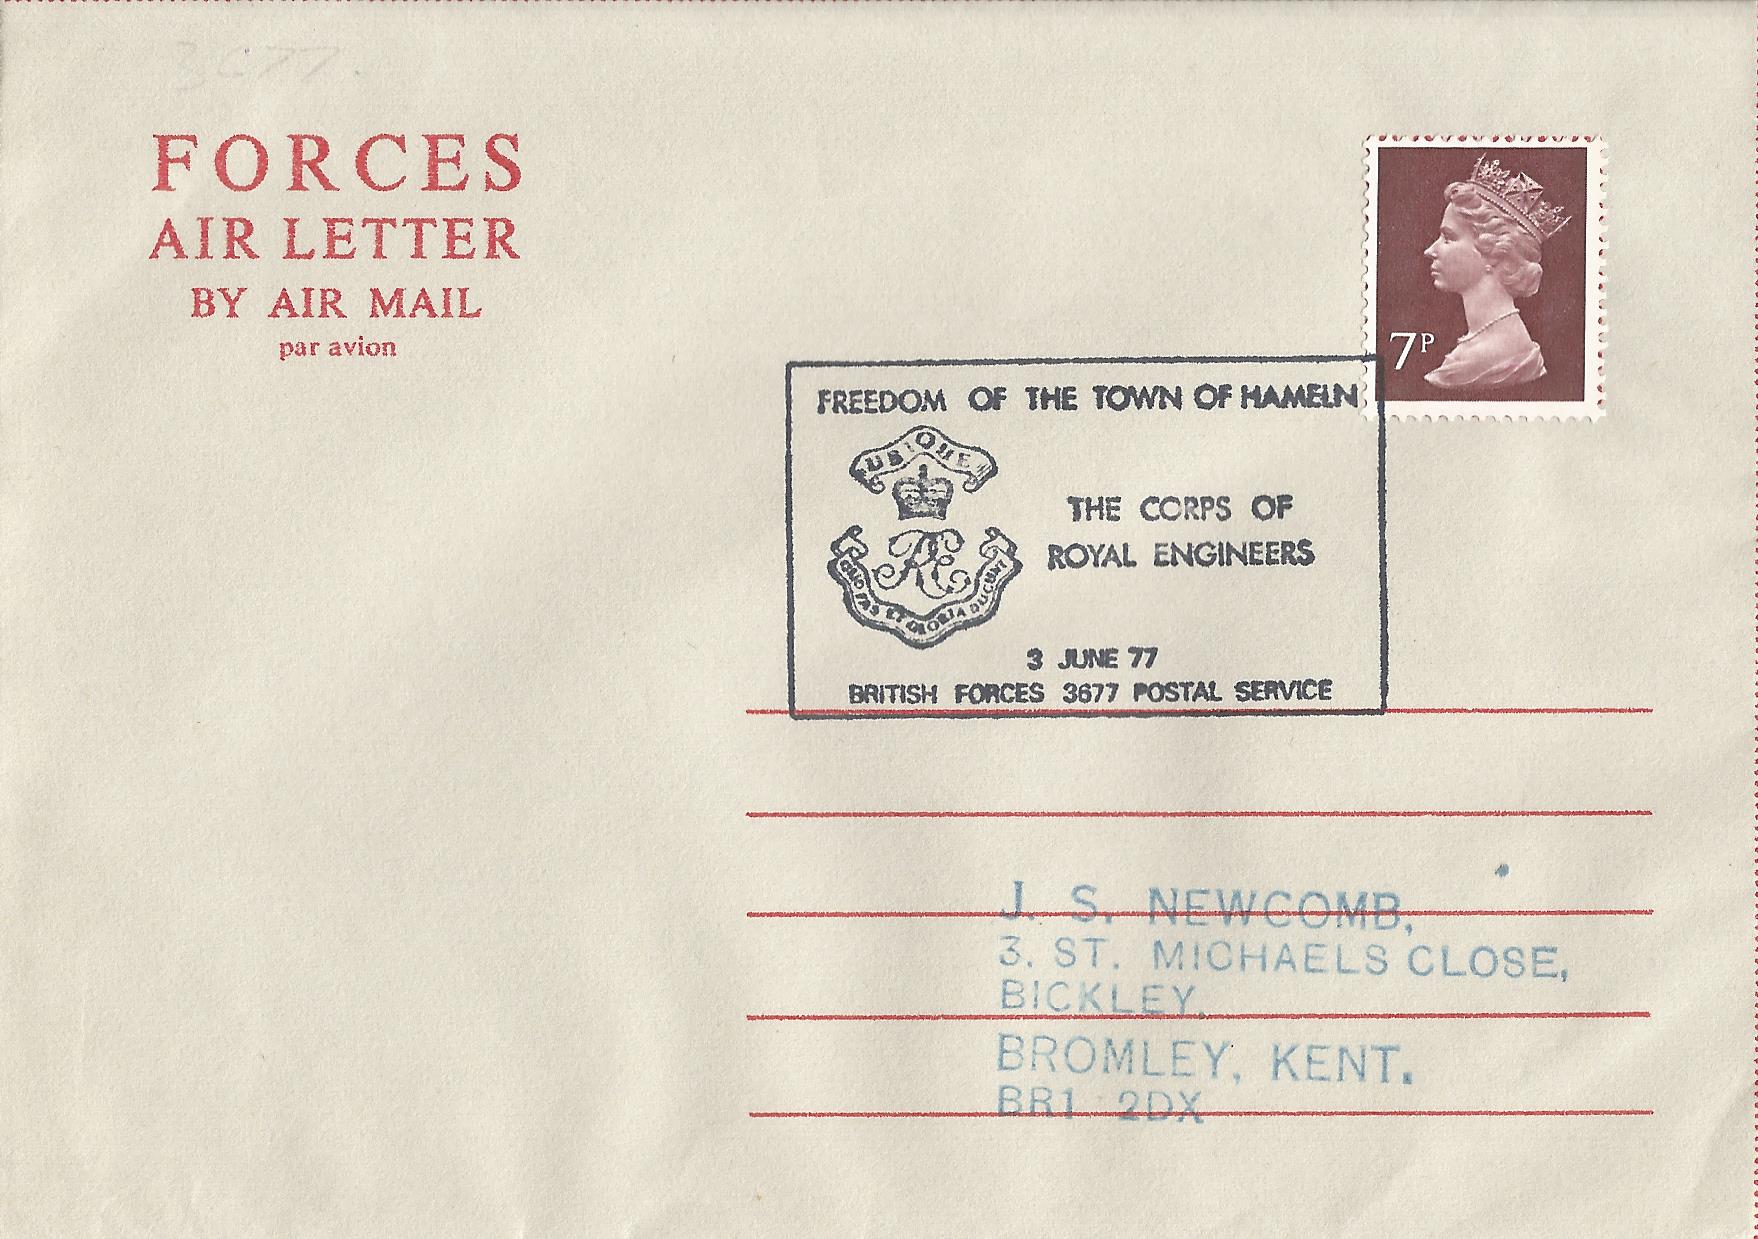 3677.
FORCES
AIR LETTER
BY AIR MAIL
par avion
7P
FREEDOM OF THE TOWN OF HAMELN
UBIQUE
RE
QUO FAS ET GLORIA DUCUNT
THE CORPS OF
ROYAL ENGINEERS
3 JUNE 77
BRITISH FORCES 3677 POSTAL SERVICE
J. S. NEWCOMB,
3. ST. MICHAELS CLOSE,
BICKLEY,
BROMLEY, KENT.
BR1 2DX